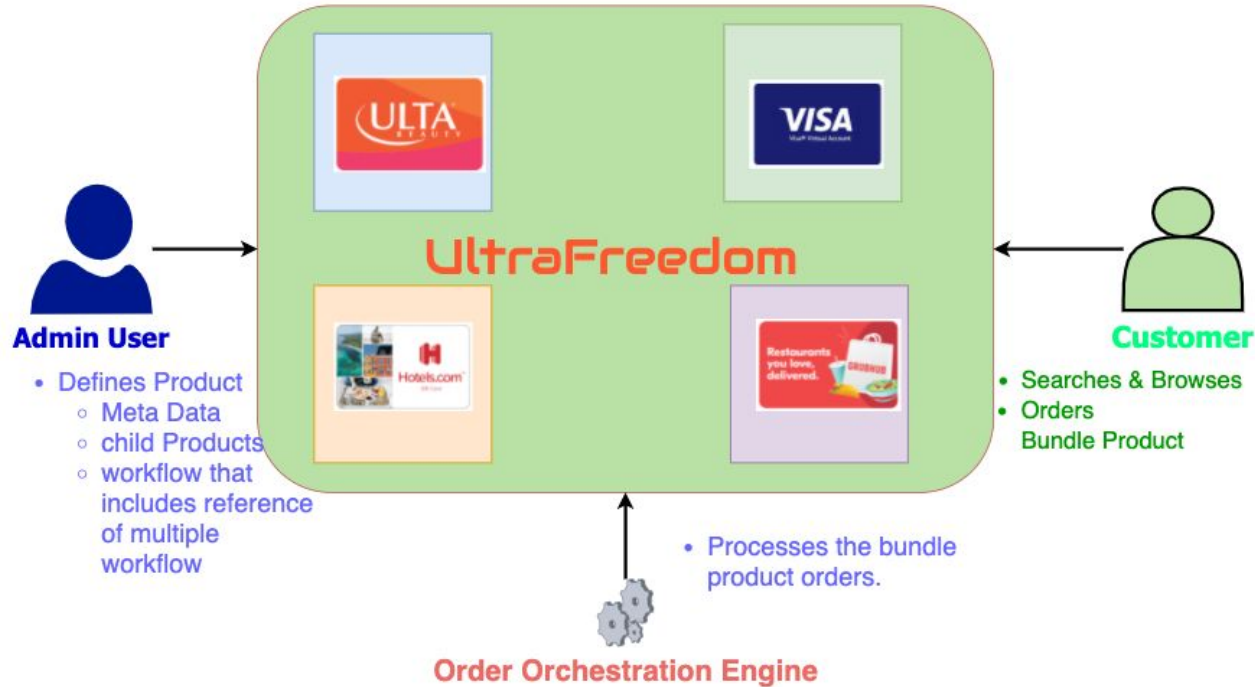 ULTA
BEAUTY
VISA
Visa® Virtual Account
UltraFreedom
Admin User
Customer
Hotels.com
Gift Card
Restaurants
you love,
delivered.
GRUBHUB
• Defines Product
◦ Meta Data
◦ child Products
◦ workflow that
includes reference
of multiple
workflow
• Searches & Browses
• Orders
Bundle Product
• Processes the bundle
product orders.
Order Orchestration Engine